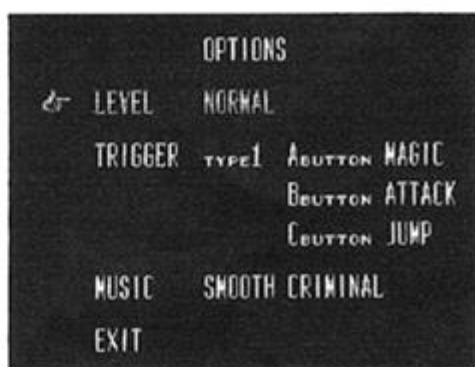 OPTIONS
LEVEL NORMAL
TRIGGER TYPE1 ABUTTON MAGIC
BBUTTON ATTACK
CBUTTON JUMP
MUSIC SMOOTH CRIMINAL
EXIT